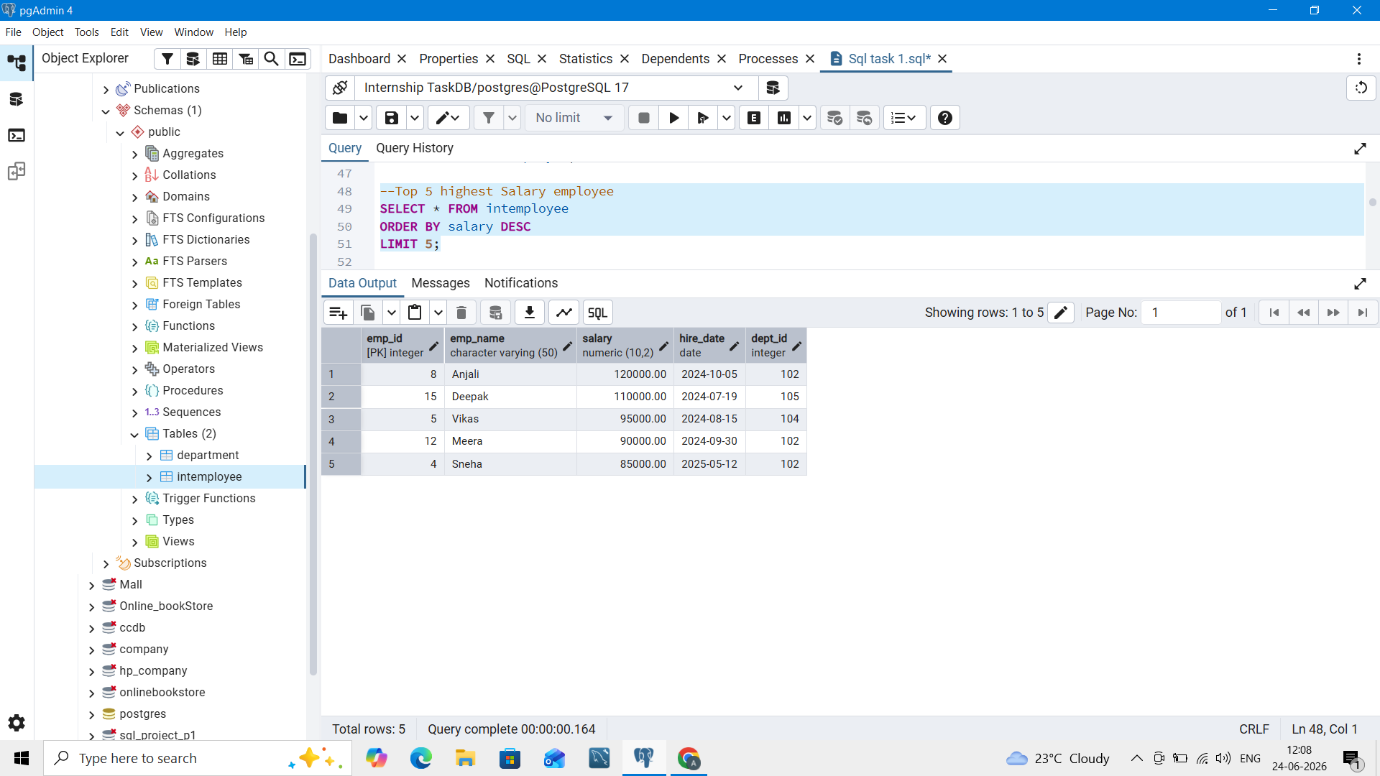 pgAdmin 4
File Object Tools Edit View Window Help
Object Explorer
Dashboard Properties SQL Statistics Dependencies Dependents Processes Sql task 1.sql*
Internship TaskDB/postgres@PostgreSQL 17
No limit
E
Query Query History
47
48 --Top 5 highest Salary employee
49 SELECT * FROM intemployee
50 ORDER BY salary DESC
51 LIMIT 5;
52
Data Output Messages Notifications
SQL Showing rows: 1 to 5 Page No: 1 of 1
emp_id emp_name salary hire_date dept_id
[PK] integer character varying (50) numeric (10,2) date integer
1 8 Anjali 120000.00 2024-10-05 102
2 15 Deepak 110000.00 2024-07-19 105
3 5 Vikas 95000.00 2024-08-15 104
4 12 Meera 90000.00 2024-09-30 102
5 4 Sneha 85000.00 2025-05-12 102
Publications
Schemas (1)
public
Aggregates
Collations
Domains
FTS Configurations
FTS Dictionaries
Aa FTS Parsers
FTS Templates
Foreign Tables
Functions
Materialized Views
Operators
Procedures
1..3 Sequences
Tables (2)
department
intemployee
Trigger Functions
Types
Views
Subscriptions
Mall
Online_bookStore
ccdb
company
hp_company
onlinebookstore
postgres
sql_project_p1
Total rows: 5 Query complete 00:00:00.164 CRLF Ln 48, Col 1
Type here to search
23°C Cloudy ENG 12:08
24-06-2026
1